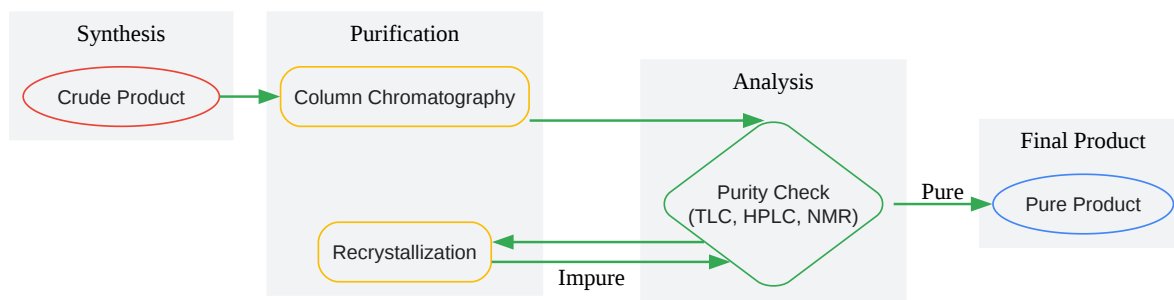 Synthesis
Crude Product
Purification
Column Chromatography
Recrystallization
Impure
Analysis
Purity Check
(TLC, HPLC, NMR)
Pure
Final Product
Pure Product